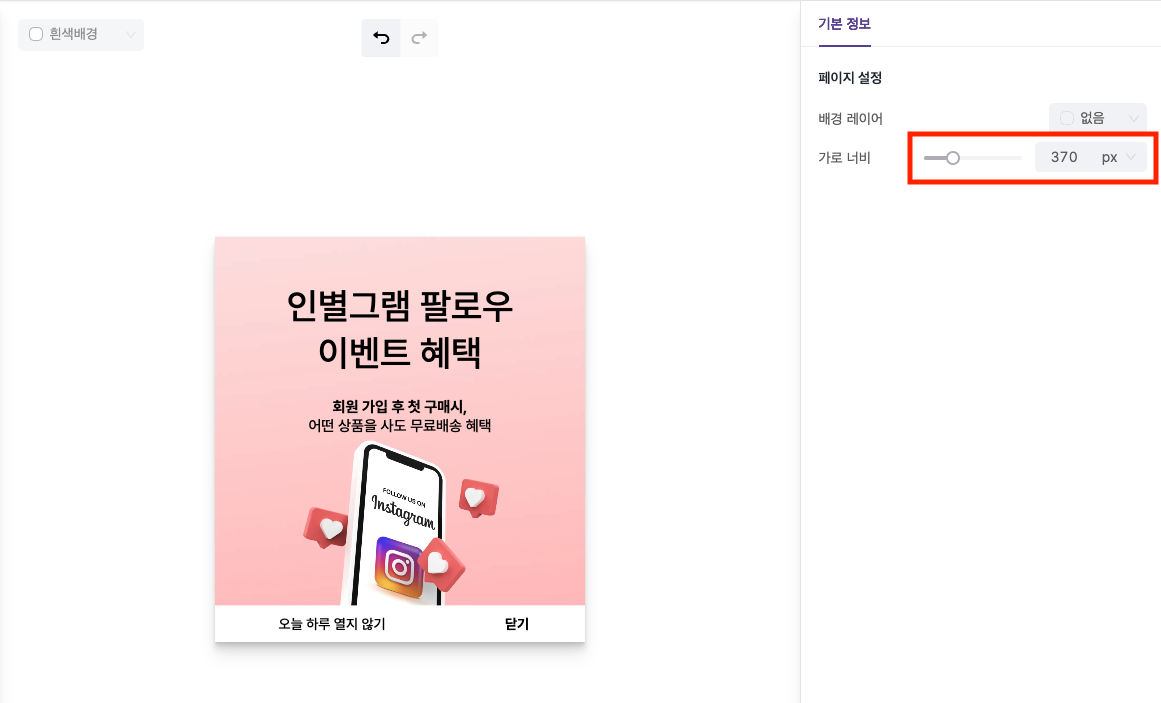 흰색배경
기본 정보
페이지 설정
배경 레이어
없음
가로 너비
370 px
인별그램 팔로우
이벤트 혜택
회원 가입 후 첫 구매시,
어떤 상품을 사도 무료배송 혜택
FOLLOW US ON
Instagram
오늘 하루 열지 않기
닫기